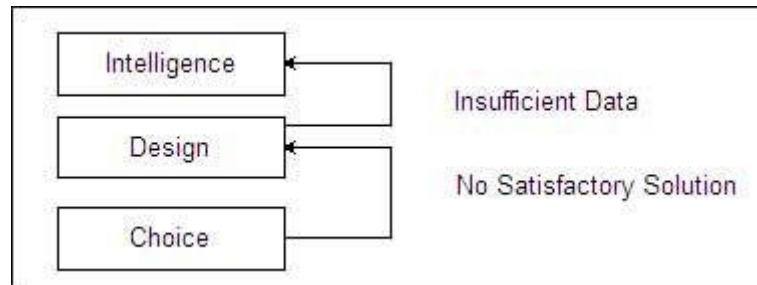 Intelligence
Insufficient Data
Design
No Satisfactory Solution
Choice